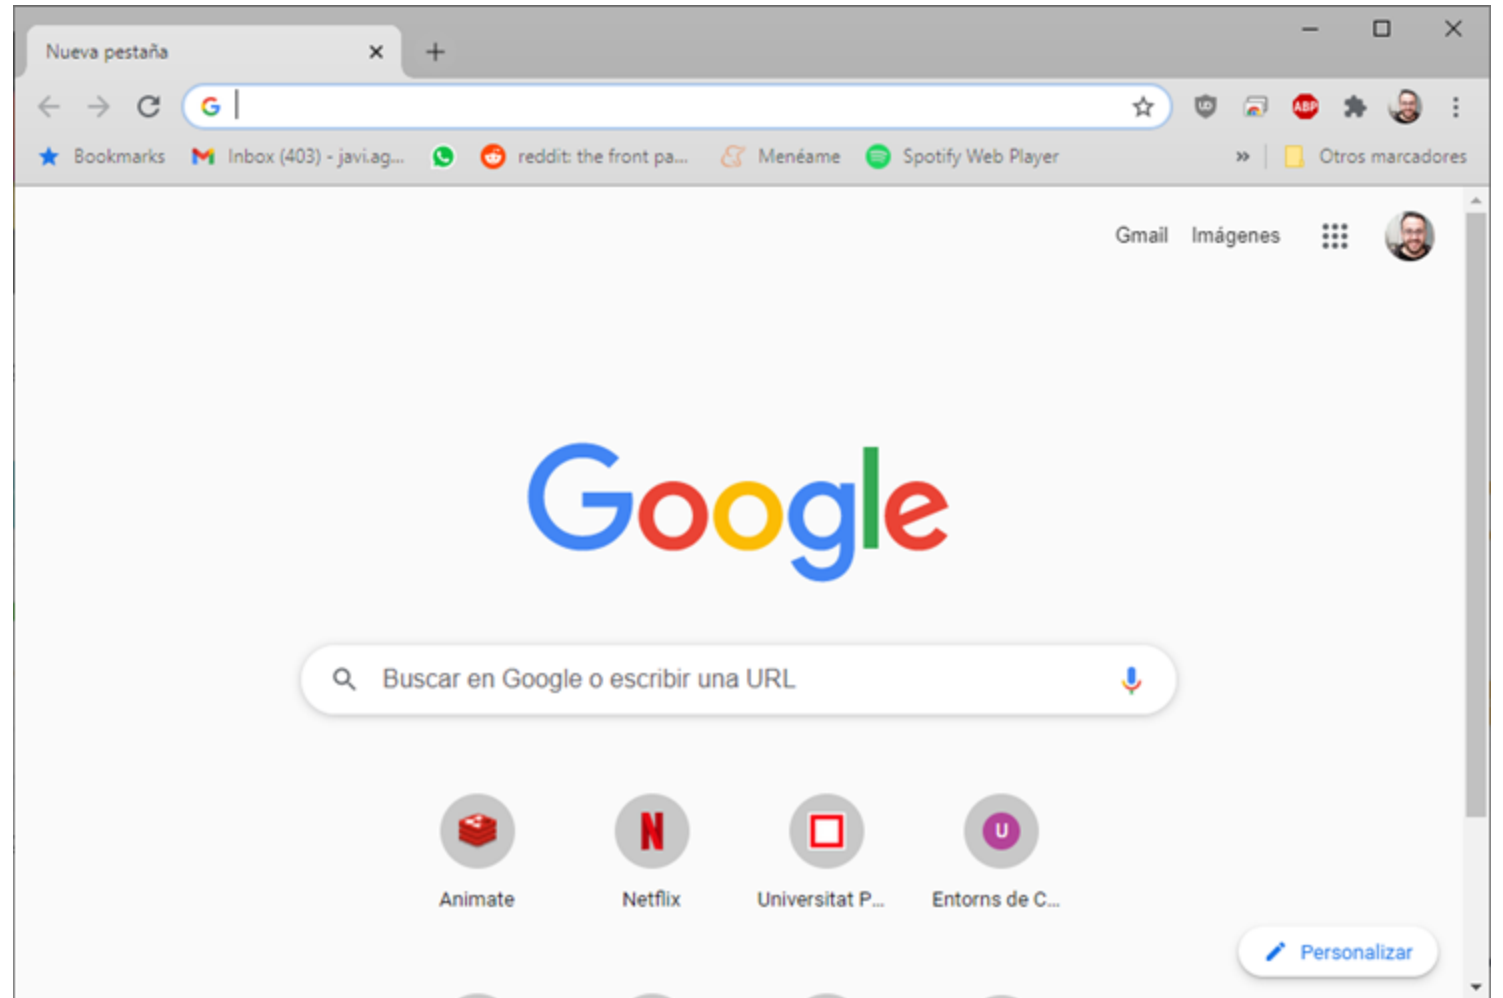 Nueva pestaña
Bookmarks Inbox (403) - javi.ag... reddit: the front pa... Menéame Spotify Web Player » Otros marcadores
Gmail Imágenes
Google
Buscar en Google o escribir una URL
Animate Netflix Universitat P... Entorns de C...
Personalizar